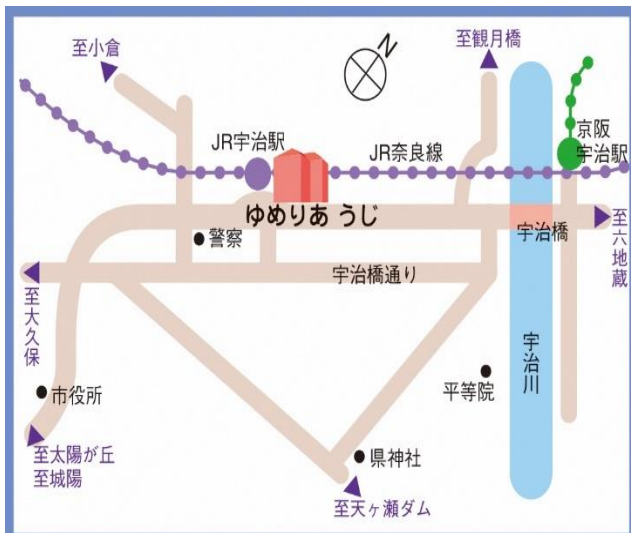 至小倉
N
至観月橋
JR宇治駅
JR奈良線
京阪
宇治駅
ゆめりあ うじ
警察
宇治橋
至六地蔵
宇治橋通り
至大久保
宇治川
市役所
平等院
至太陽が丘
至城陽
県神社
至天ヶ瀬ダム